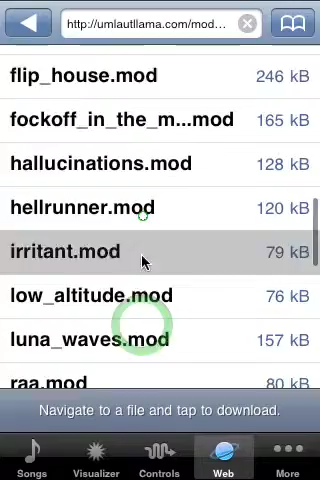 http://umlautllama.com/mod...
flip_house.mod 246 kB
fockoff_in_the_m...mod 165 kB
hallucinations.mod 128 kB
hellrunner.mod 120 kB
irritant.mod 79 kB
low_altitude.mod 76 kB
luna_waves.mod 157 kB
raa.mod 80 kB
Navigate to a file and tap to download.
Songs Visualizer Controls Web More